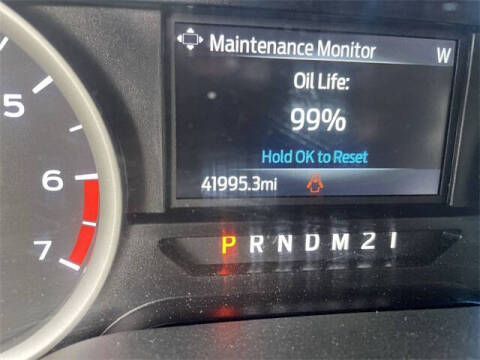 Maintenance Monitor
W
Oil Life:
99%
Hold OK to Reset
41995.3mi
5
6
7
P R N D M 2 1